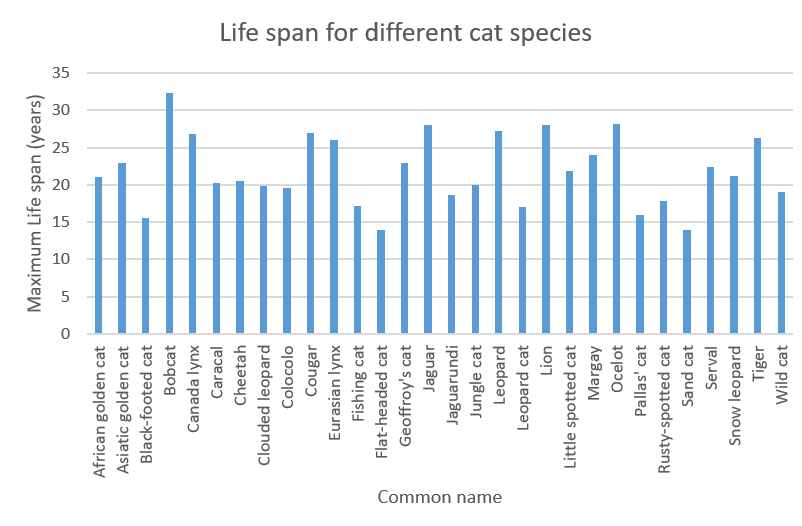 Life span for different cat species
Maximum Life span (years)
35
30
25
20
15
10
5
0
African golden cat
Asiatic golden cat
Black-footed cat
Bobcat
Canada lynx
Caracal
Cheetah
Clouded leopard
Colocolo
Cougar
Eurasian lynx
Fishing cat
Flat-headed cat
Geoffroy's cat
Jaguar
Jaguarundi
Jungle cat
Leopard
Leopard cat
Lion
Little spotted cat
Margay
Ocelot
Pallas' cat
Rusty-spotted cat
Sand cat
Serval
Snow leopard
Tiger
Wild cat
Common name